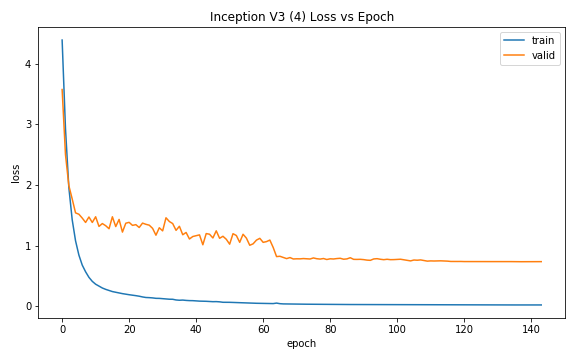 Inception V3 (4) Loss vs Epoch
train
valid
loss
4
3
2
1
0
0 20 40 60 80 100 120 140
epoch